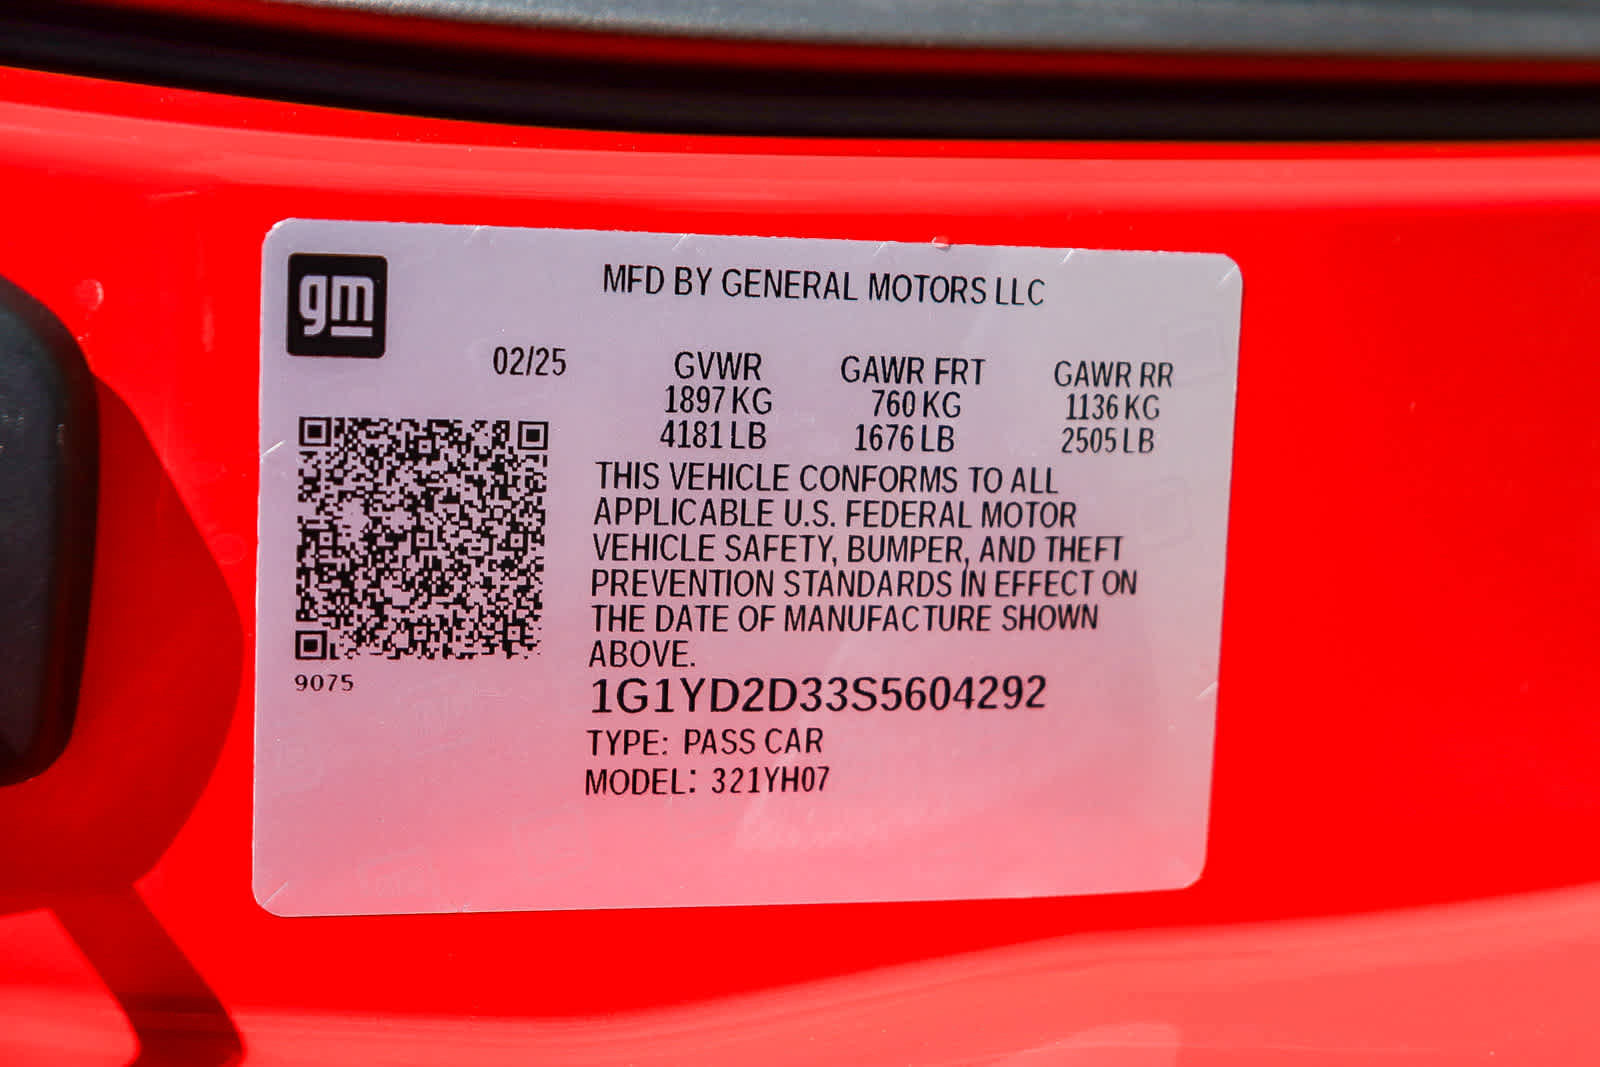 gm
MFD BY GENERAL MOTORS LLC
02/25
GVWR GAWR FRT GAWR RR
1897 KG 760 KG 1136 KG
4181 LB 1676 LB 2505 LB
THIS VEHICLE CONFORMS TO ALL
APPLICABLE U.S. FEDERAL MOTOR
VEHICLE SAFETY, BUMPER, AND THEFT
PREVENTION STANDARDS IN EFFECT ON
THE DATE OF MANUFACTURE SHOWN
ABOVE.
9075
1G1YD2D33S5604292
TYPE: PASS CAR
MODEL: 321YH07